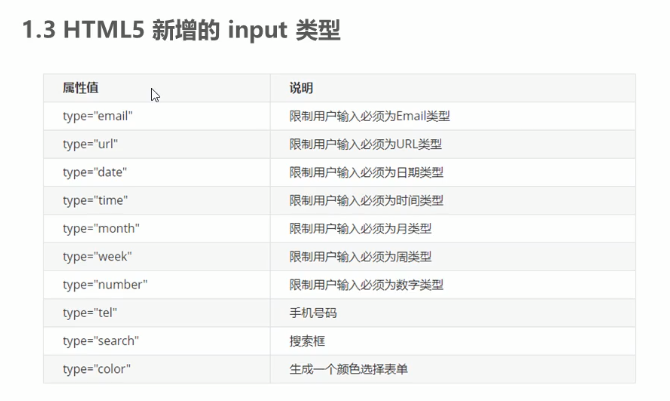 1.3 HTML5 新增的 input 类型
属性值 说明
type="email" 限制用户输入必须为Email类型
type="url" 限制用户输入必须为URL类型
type="date" 限制用户输入必须为日期类型
type="time" 限制用户输入必须为时间类型
type="month" 限制用户输入必须为月类型
type="week" 限制用户输入必须为周类型
type="number" 限制用户输入必须为数字类型
type="tel" 手机号码
type="search" 搜索框
type="color" 生成一个颜色选择表单